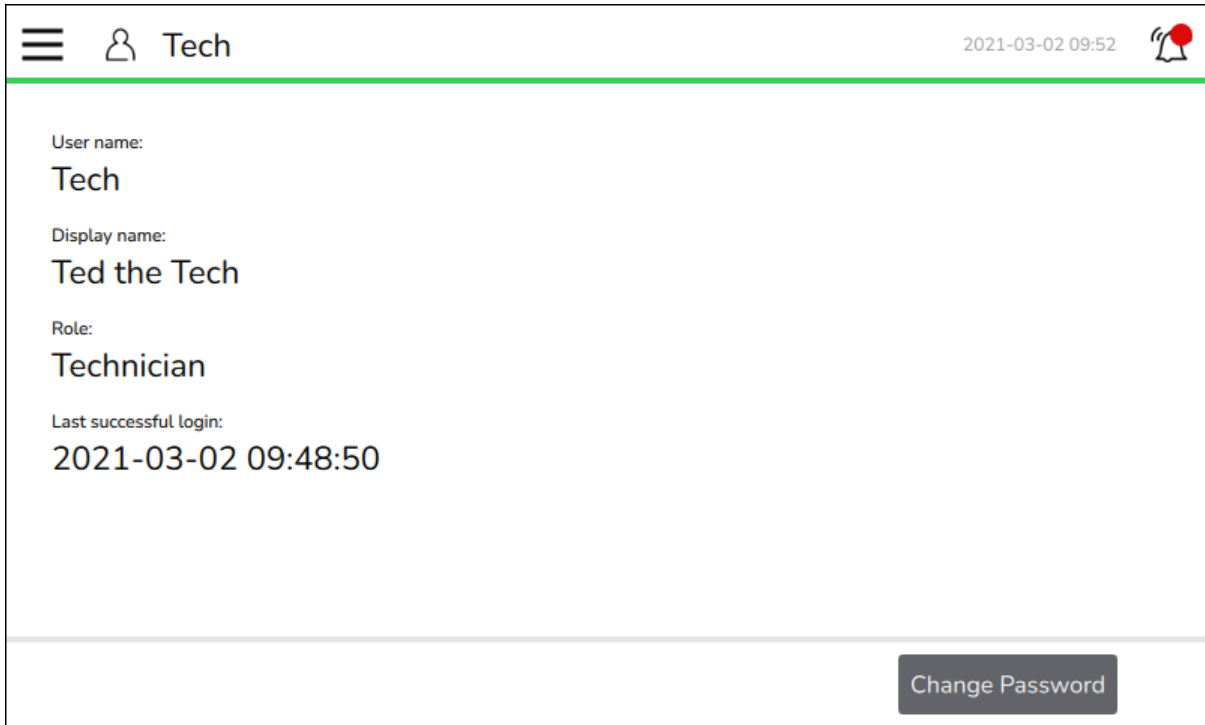 Tech
2021-03-02 09:52
User name:
Tech
Display name:
Ted the Tech
Role:
Technician
Last successful login:
2021-03-02 09:48:50
Change Password